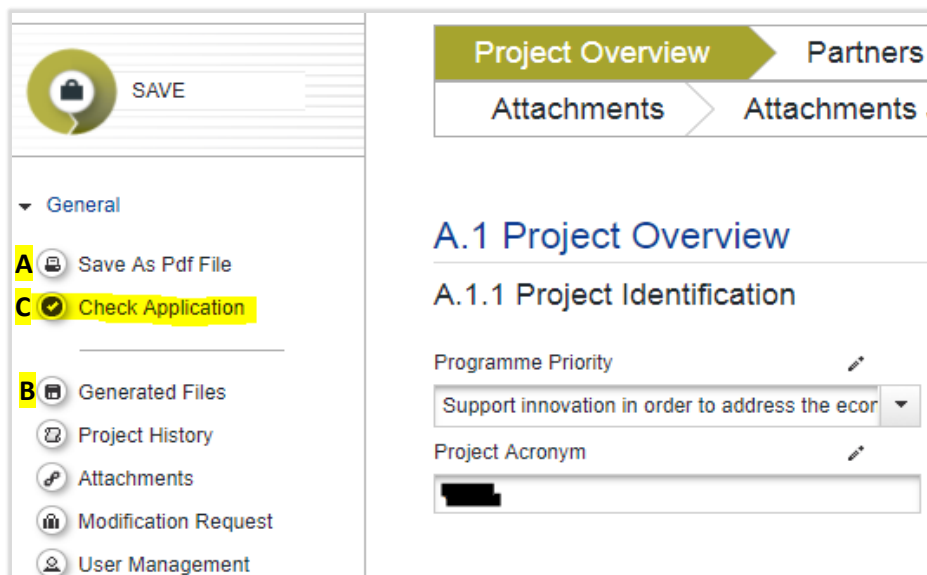 SAVE
General
A Save As Pdf File
C Check Application
B Generated Files
Project History
Attachments
Modification Request
User Management
Project Overview Partners
Attachments Attachments
A.1 Project Overview
A.1.1 Project Identification
Programme Priority
Support innovation in order to address the ecor
Project Acronym